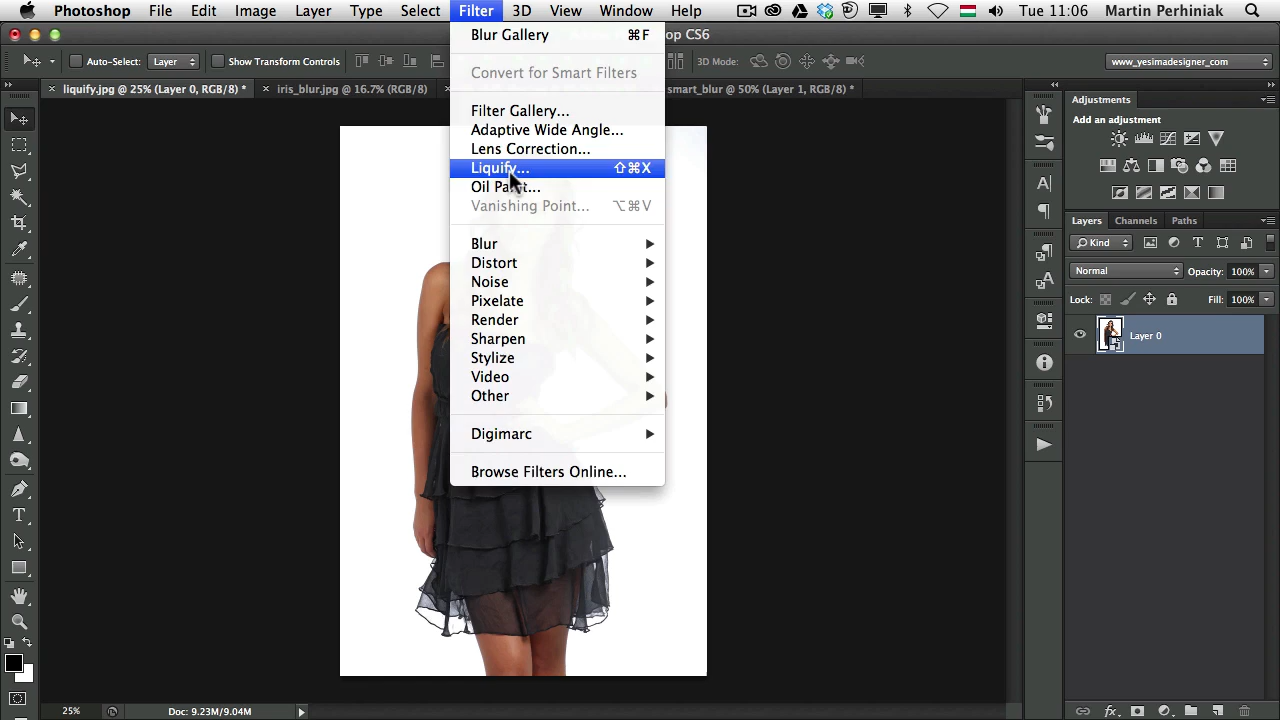 Photoshop File Edit Image Layer Type Select Filter 3D View Window Help Tue 11:06 Martin
op CS6
Auto-Select: Layer Show Transform Controls 3D Mode: www_yesimadesigner_com
liquify.jpg @ 25% (Layer 0, RGB/8) * iris_blur.jpg @ 16.7% (RGB/8) smart_blur @ 50% (Layer 1, RGB/8) *
Blur Gallery ⌘F
Convert for Smart Filters
Filter Gallery...
Adaptive Wide Angle...
Lens Correction...
Liquify... ⇧⌘X
Oil Paint...
Vanishing Point... ⌥⌘V
Blur
Distort
Noise
Pixelate
Render
Sharpen
Stylize
Video
Other
Digimarc
Browse Filters Online...
Adjustments
Add an adjustment
Layers Channels Paths
Kind
Normal Opacity: 100%
Lock: Fill: 100%
Layer 0
25% Doc: 9.23M/9.04M